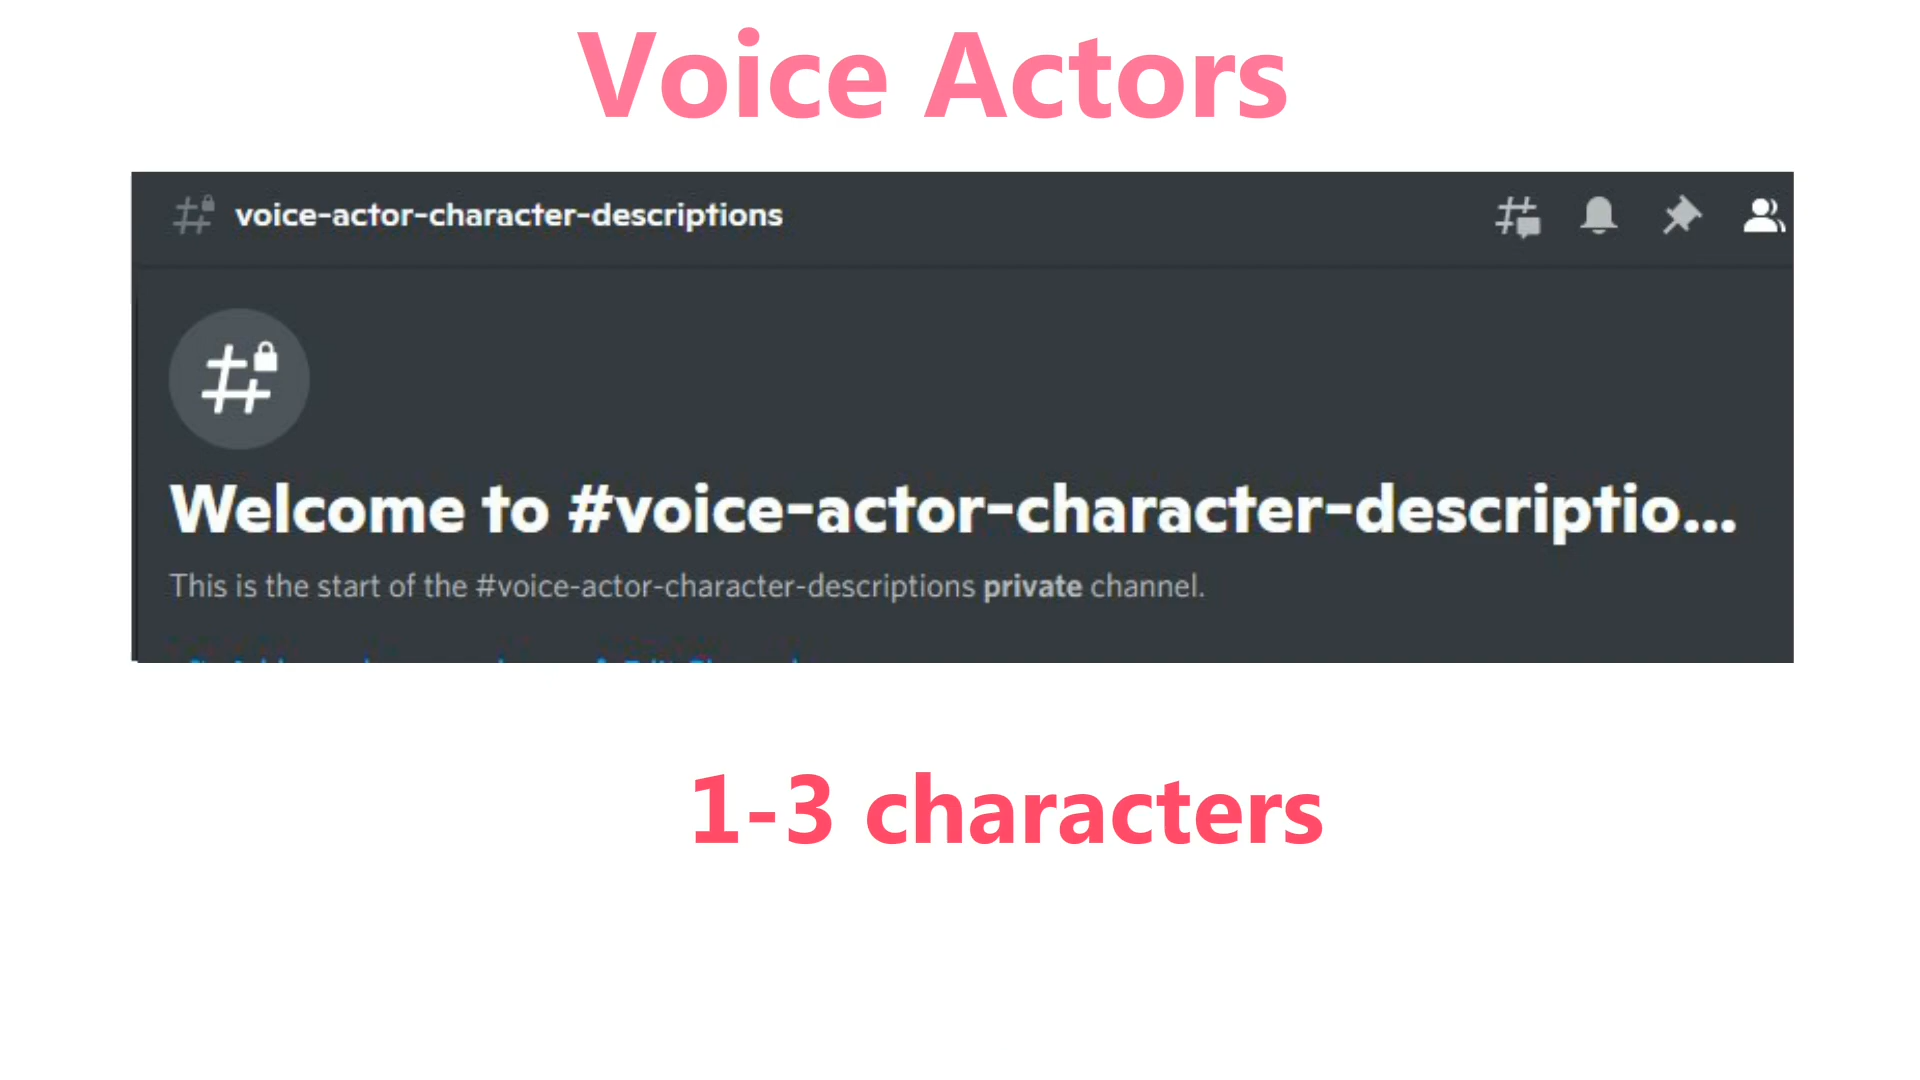 Voice Actors
voice-actor-character-descriptions
Welcome to #voice-actor-character-descriptio...
This is the start of the #voice-actor-character-descriptions private channel.
1-3 characters